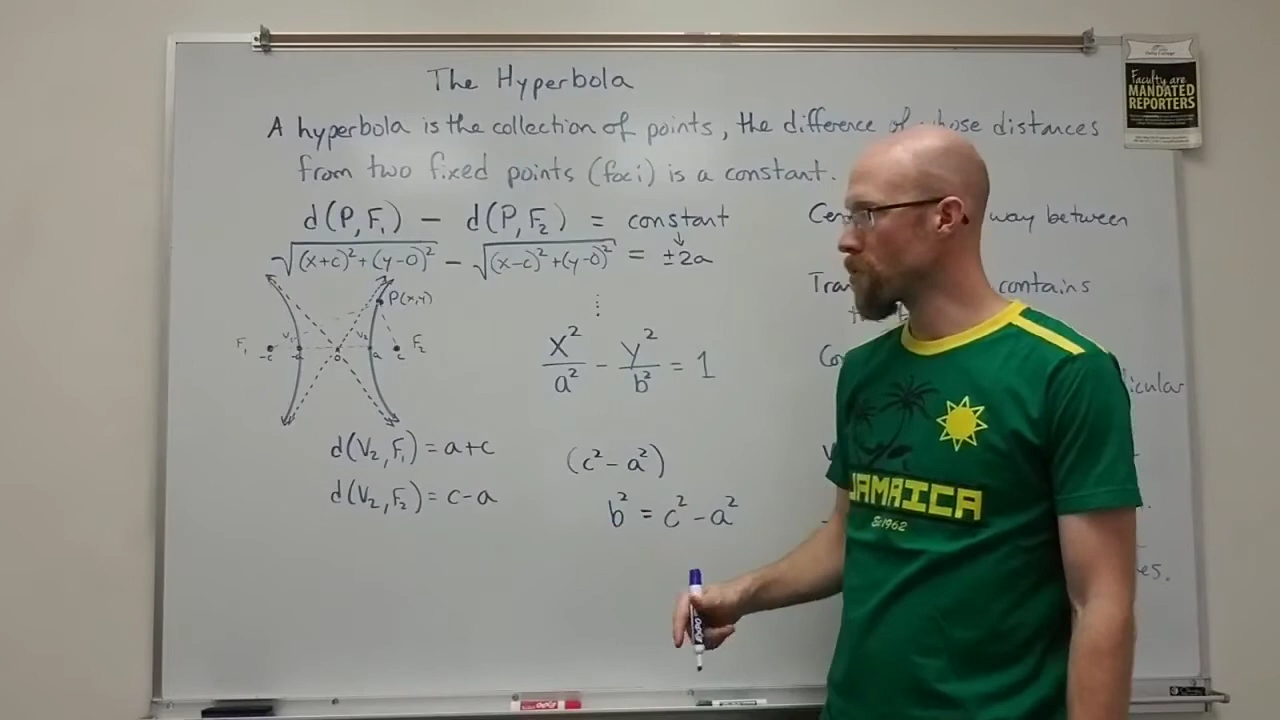 The Hyperbola
A hyperbola is the collection of points, the difference of whose distances
from two fixed points (foci) is a constant.
d(P,F₁) − d(P,F₂) = constant
√((x+c)²+(y-0)²) − √((x-c)²+(y-0)²) = ±2a
P(x,y)
F₁ -c V₁ -a 0 V₂ a c F₂
⋮
x²/a² − y²/b² = 1
d(V₂,F₁) = a+c
d(V₂,F₂) = c-a
(c²-a²)
b² = c²-a²
way between
contains
Faculty are
MANDATED
REPORTERS
JAMAICA
Est 1962
EXPO